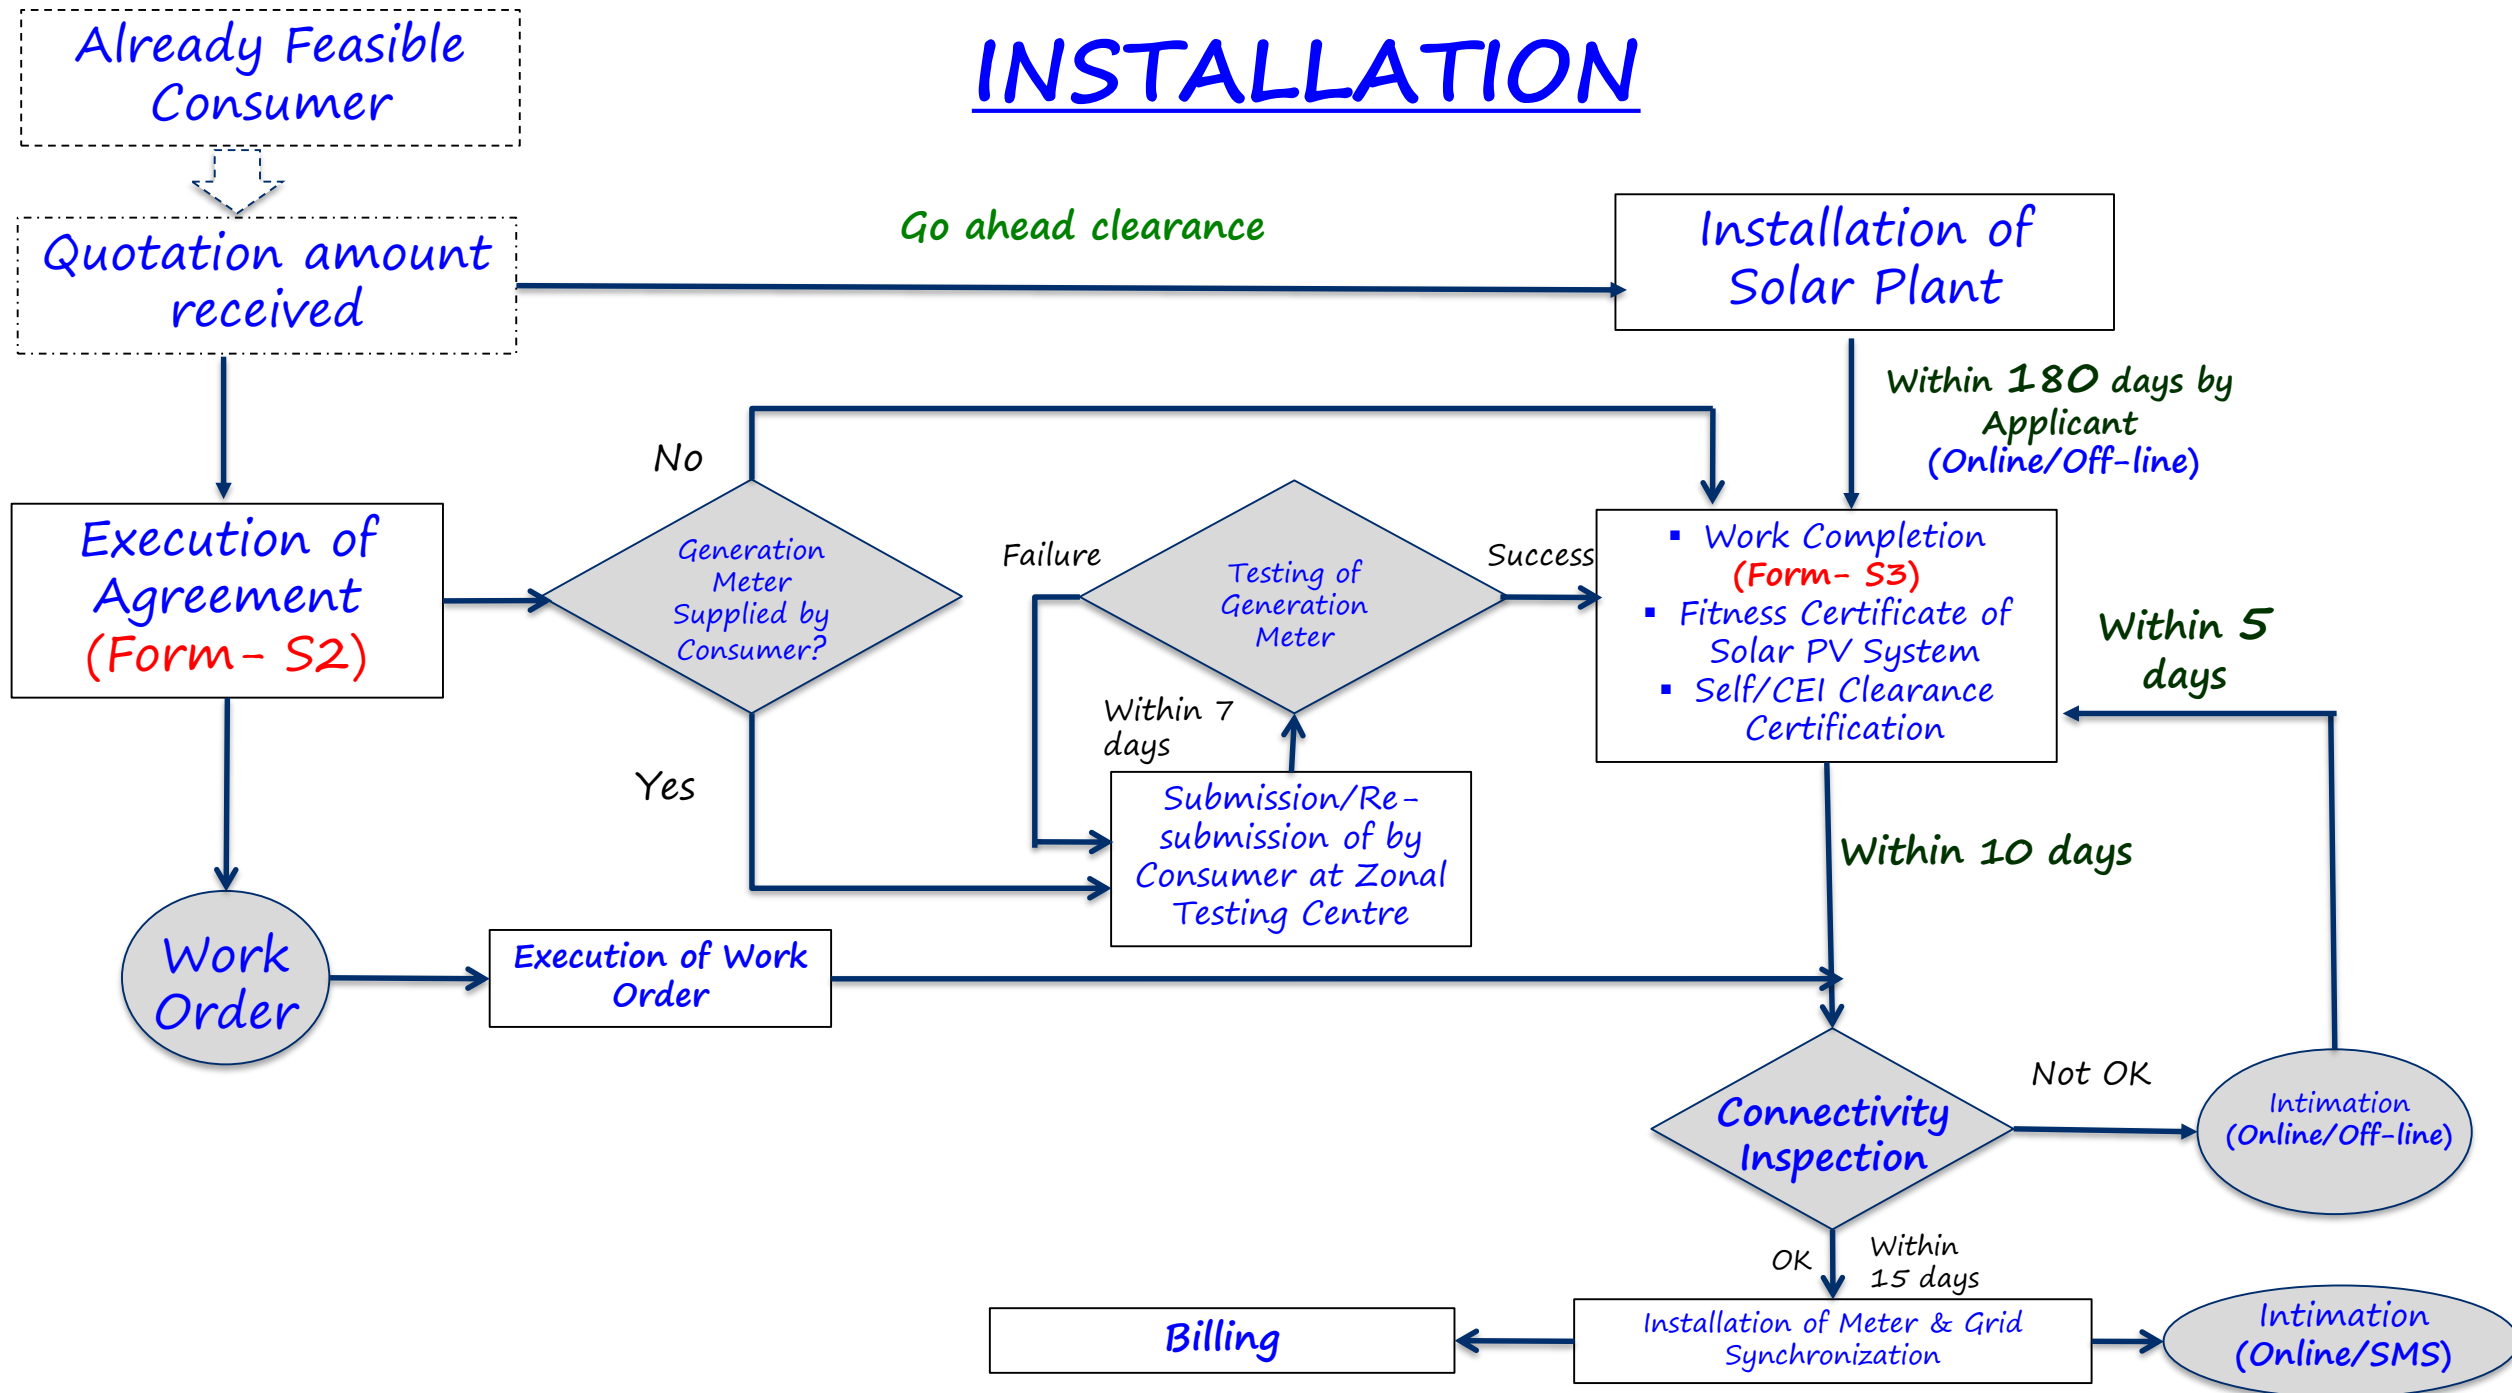 Already Feasible
Consumer
INSTALLATION
Quotation amount
received
Go ahead clearance
Installation of
Solar Plant
Within 180 days by
Applicant
(Online/Off-line)
No
Execution of
Agreement
(Form- S2)
Generation
Meter
Supplied by
Consumer?
Failure
Testing of
Generation
Meter
Success
▪ Work Completion
(Form- S3)
▪ Fitness Certificate of
Solar PV System
▪ Self/CEI Clearance
Certification
Within 5
days
Within 7
days
Yes
Submission/Re-
submission of by
Consumer at Zonal
Testing Centre
Within 10 days
Work
Order
Execution of Work
Order
Connectivity
Inspection
Not OK
Intimation
(Online/Off-line)
OK
Within
15 days
Billing
Installation of Meter & Grid
Synchronization
Intimation
(Online/SMS)